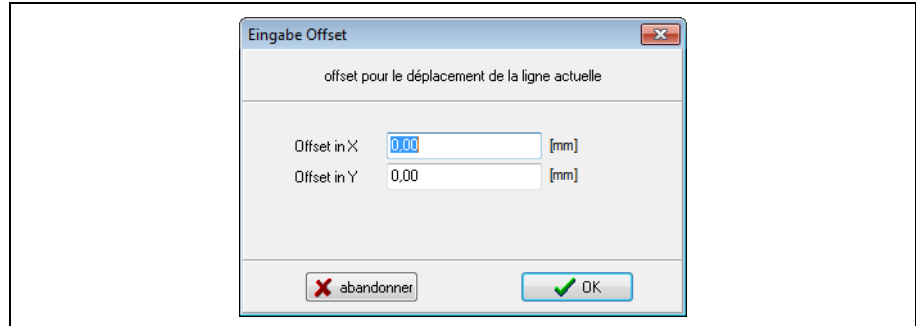 Eingabe Offset
offset pour le déplacement de la ligne actuelle
Offset in X 0,00 [mm]
Offset in Y 0,00 [mm]
abandonner OK